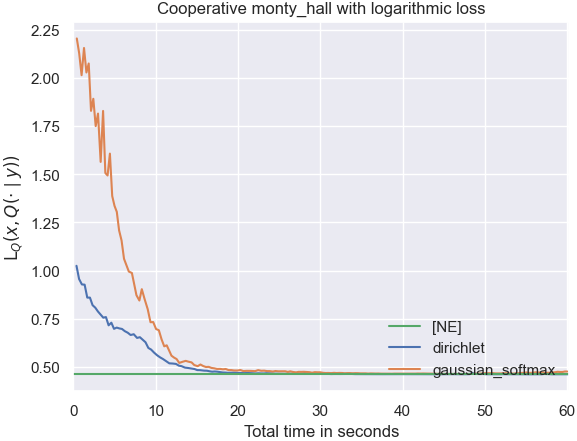 Cooperative monty_hall with logarithmic loss
L_Q(x, Q(· | y))
2.25
2.00
1.75
1.50
1.25
1.00
0.75
0.50
[NE]
dirichlet
gaussian_softmax
0 10 20 30 40 50 60
Total time in seconds